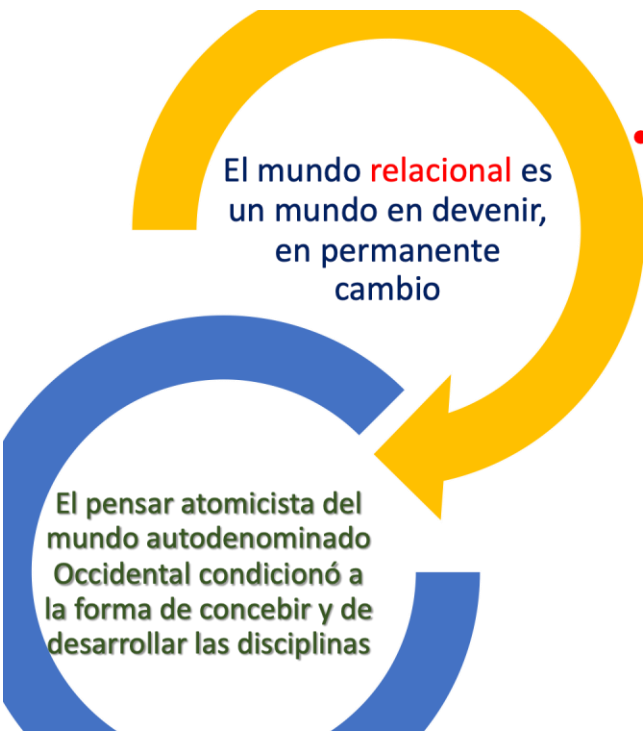 El mundo relacional es
un mundo en devenir,
en permanente
cambio
El pensar atomicista del
mundo autodenominado
Occidental condicionó a
la forma de concebir y de
desarrollar las disciplinas